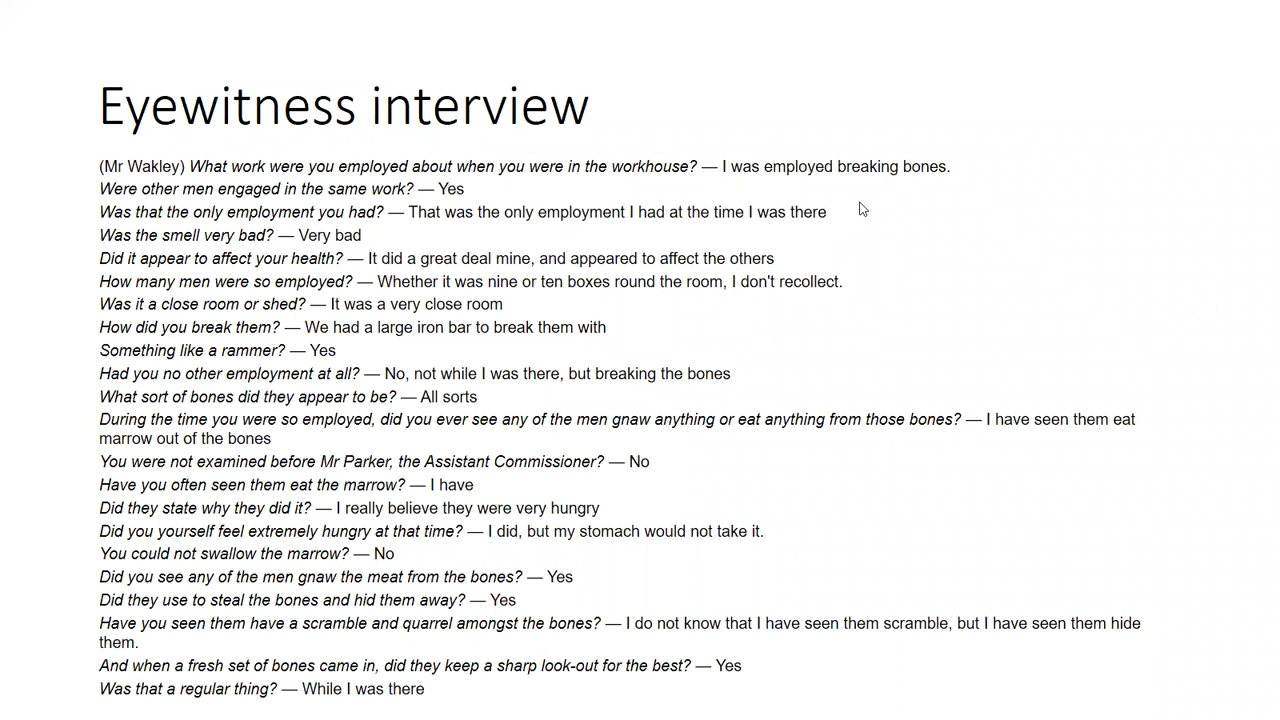 Eyewitness interview
(Mr Wakley) What work were you employed about when you were in the workhouse? — I was employed breaking bones.
Were other men engaged in the same work? — Yes
Was that the only employment you had? — That was the only employment I had at the time I was there
Was the smell very bad? — Very bad
Did it appear to affect your health? — It did a great deal mine, and appeared to affect the others
How many men were so employed? — Whether it was nine or ten boxes round the room, I don't recollect.
Was it a close room or shed? — It was a very close room
How did you break them? — We had a large iron bar to break them with
Something like a rammer? — Yes
Had you no other employment at all? — No, not while I was there, but breaking the bones
What sort of bones did they appear to be? — All sorts
During the time you were so employed, did you ever see any of the men gnaw anything or eat anything from those bones? — I have seen them eat
marrow out of the bones
You were not examined before Mr Parker, the Assistant Commissioner? — No
Have you often seen them eat the marrow? — I have
Did they state why they did it? — I really believe they were very hungry
Did you yourself feel extremely hungry at that time? — I did, but my stomach would not take it.
You could not swallow the marrow? — No
Did you see any of the men gnaw the meat from the bones? — Yes
Did they use to steal the bones and hid them away? — Yes
Have you seen them have a scramble and quarrel amongst the bones? — I do not know that I have seen them scramble, but I have seen them hide
them.
And when a fresh set of bones came in, did they keep a sharp look-out for the best? — Yes
Was that a regular thing? — While I was there